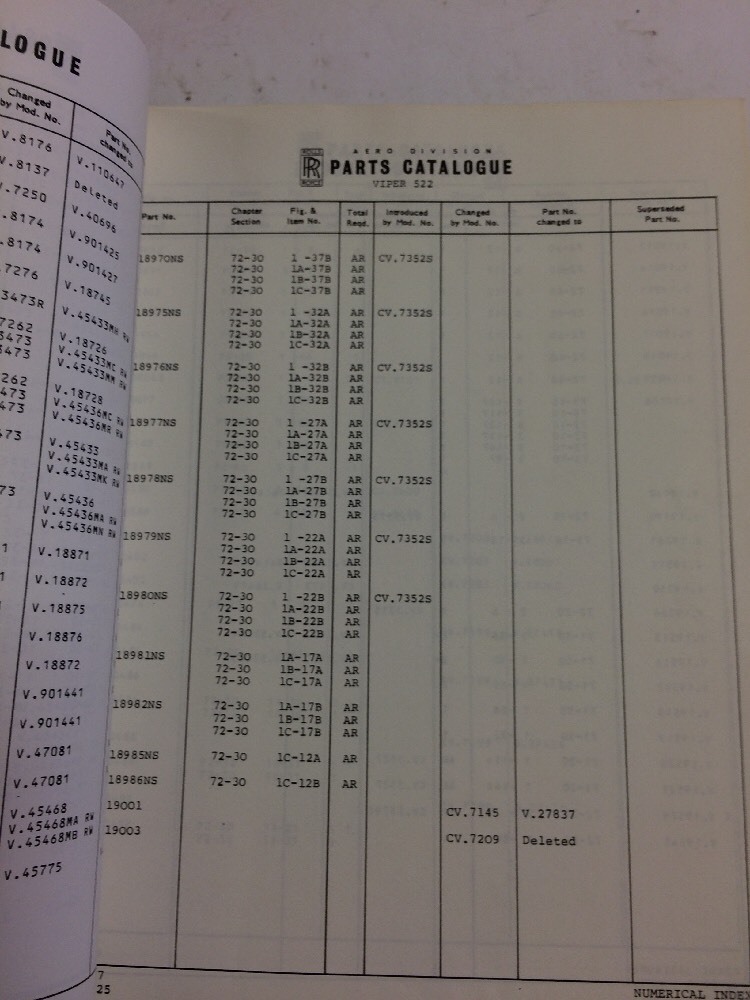 LOGUE
Changed by Mod. No.
Part No. changed to
V.8176 V.110647
V.8137 Deleted
V.7250 V.40696
.8174 V.901425
.8174 V.901427
.7276 V.18745
3473R V.45433MH RW
7262 V.18726
3473 V.45433MC RW
3473 V.45433MM RW
262 V.18728
473 V.45436MC RW
473 V.45436MR RW
473 V.45433
V.45433MA RW
V.45433MK RW
73 V.45436
V.45436MA RW
V.45436MN RW
1 V.18871
1 V.18872
V.18875
V.18876
V.18872
V.901441
V.901441
V.47081
V.47081
V.45468
V.45468MA RW
V.45468MB RW
V.45775
ROLLS
RR
ROYCE
AERO DIVISION
PARTS CATALOGUE
VIPER 522
Part No. Chapter Section Fig. & Item No. Total Reqd. Introduced by Mod. No. Changed by Mod. No. Part No. changed to Superseded Part No.
18970NS 72-30 1 -37B AR CV.7352S
72-30 1A-37B AR
72-30 1B-37B AR
72-30 1C-37B AR
18975NS 72-30 1 -32A AR CV.7352S
72-30 1A-32A AR
72-30 1B-32A AR
72-30 1C-32A AR
18976NS 72-30 1 -32B AR CV.7352S
72-30 1A-32B AR
72-30 1B-32B AR
72-30 1C-32B AR
18977NS 72-30 1 -27A AR CV.7352S
72-30 1A-27A AR
72-30 1B-27A AR
72-30 1C-27A AR
18978NS 72-30 1 -27B AR CV.7352S
72-30 1A-27B AR
72-30 1B-27B AR
72-30 1C-27B AR
18979NS 72-30 1 -22A AR CV.7352S
72-30 1A-22A AR
72-30 1B-22A AR
72-30 1C-22A AR
18980NS 72-30 1 -22B AR CV.7352S
72-30 1A-22B AR
72-30 1B-22B AR
72-30 1C-22B AR
18981NS 72-30 1A-17A AR
72-30 1B-17A AR
72-30 1C-17A AR
18982NS 72-30 1A-17B AR
72-30 1B-17B AR
72-30 1C-17B AR
18985NS 72-30 1C-12A AR
18986NS 72-30 1C-12B AR
19001 CV.7145 V.27837
19003 CV.7209 Deleted
7
25
NUMERICAL INDEX